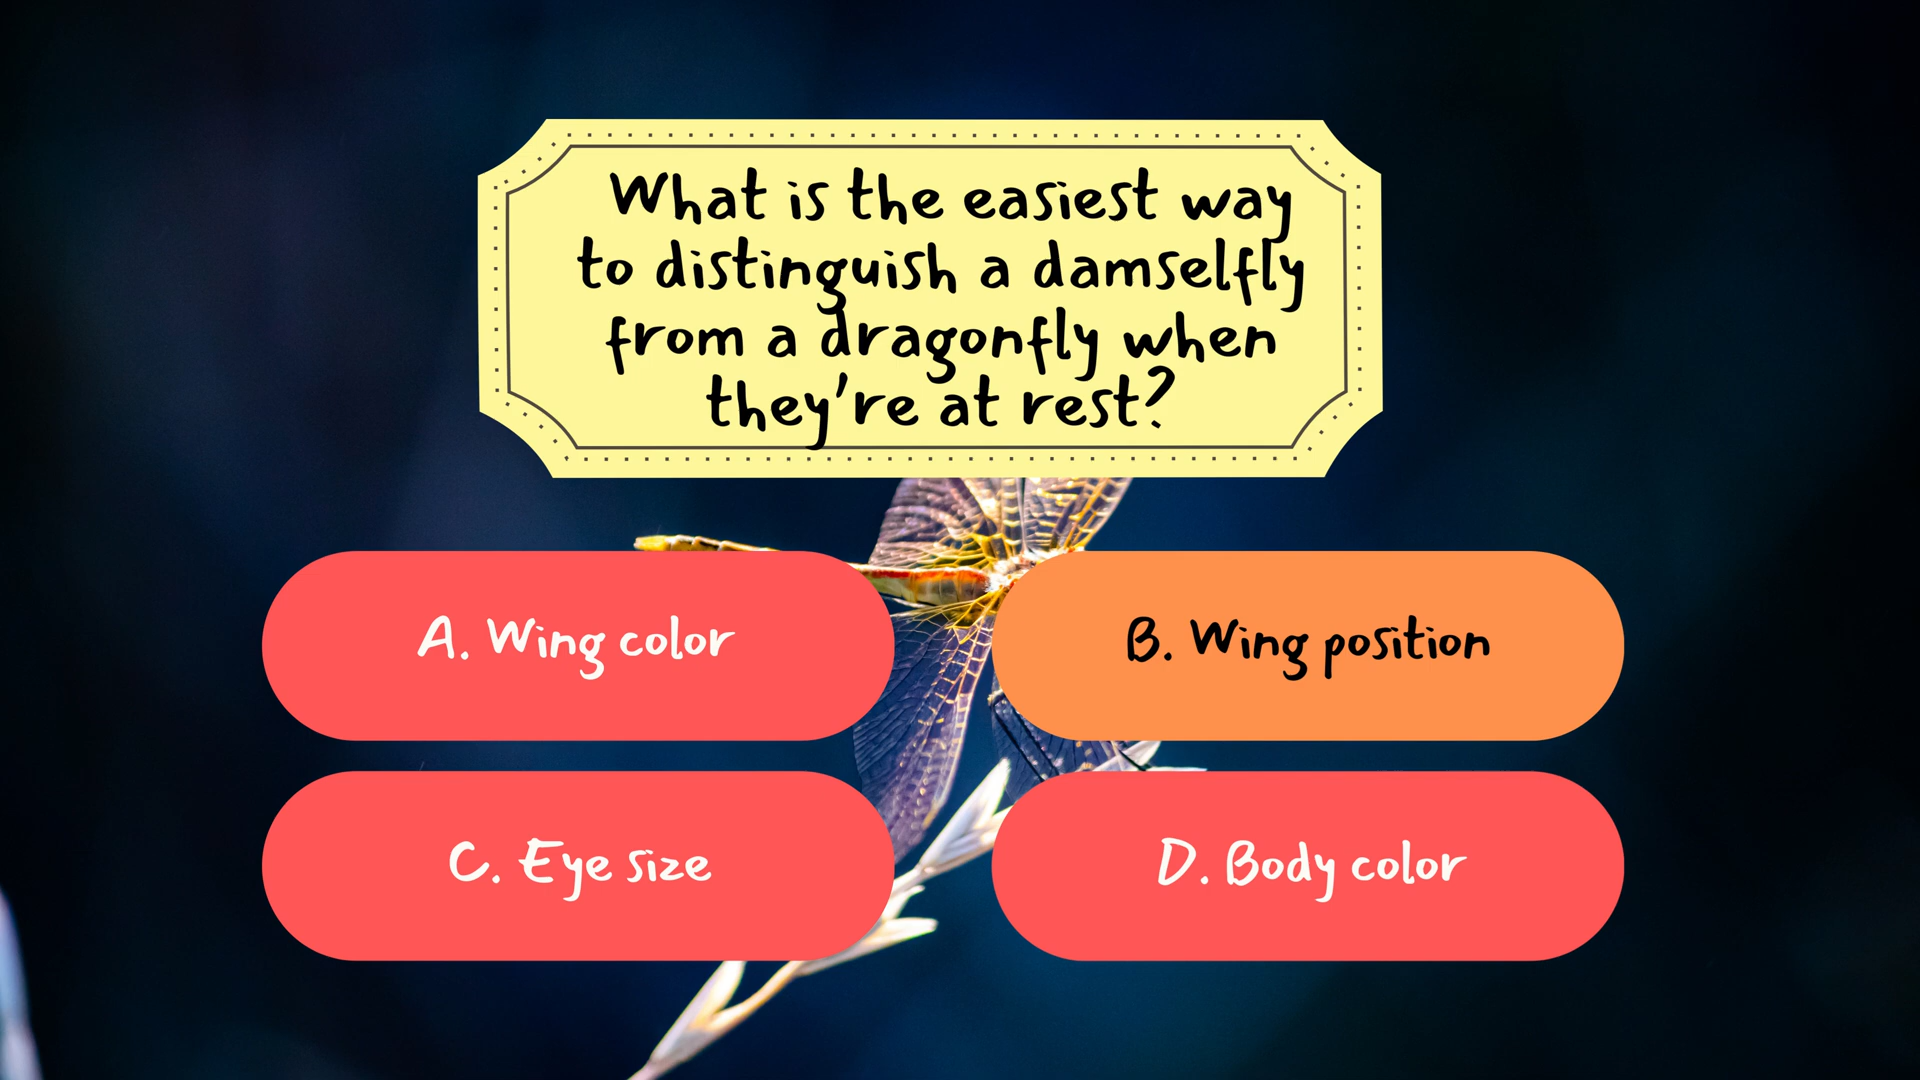 What is the easiest way
to distinguish a damselfly
from a dragonfly when
they're at rest?
A. Wing color
B. Wing position
C. Eye size
D. Body color